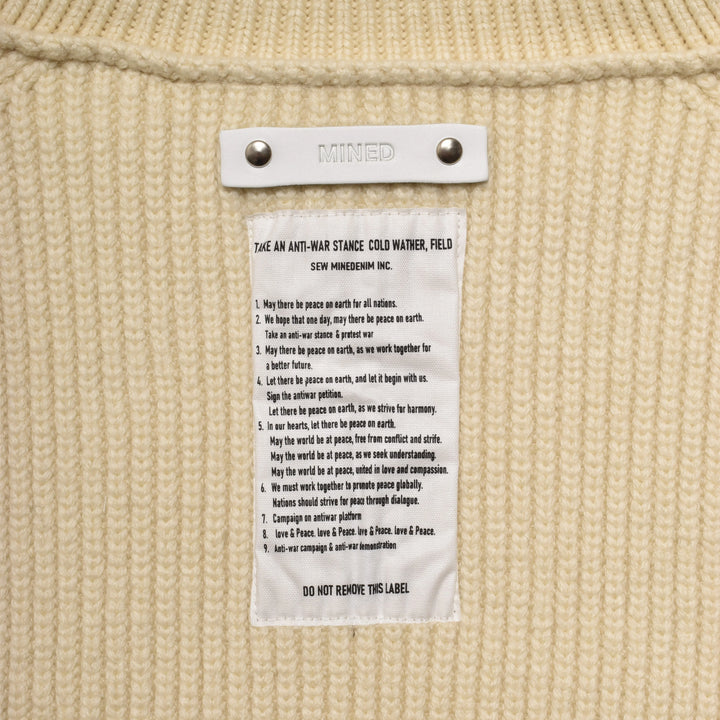 MINED
TAKE AN ANTI-WAR STANCE COLD WATHER, FIELD
SEW MINEDENIM INC.
1. May there be peace on earth for all nations.
2. We hope that one day, may there be peace on earth.
Take an anti-war stance & protest war
3. May there be peace on earth, as we work together for
a better future.
4. Let there be peace on earth, and let it begin with us.
Sign the antiwar petition.
Let there be peace on earth, as we strive for harmony.
5. In our hearts, let there be peace on earth.
May the world be at peace, free from conflict and strife.
May the world be at peace, as we seek understanding.
May the world be at peace, united in love and compassion.
6. We must work together to promote peace globally.
Nations should strive for peace through dialogue.
7. Campaign on antiwar platform
8. love & Peace. love & Peace. love & Peace. love & Peace.
9. Anti-war campaign & anti-war demonstration
DO NOT REMOVE THIS LABEL